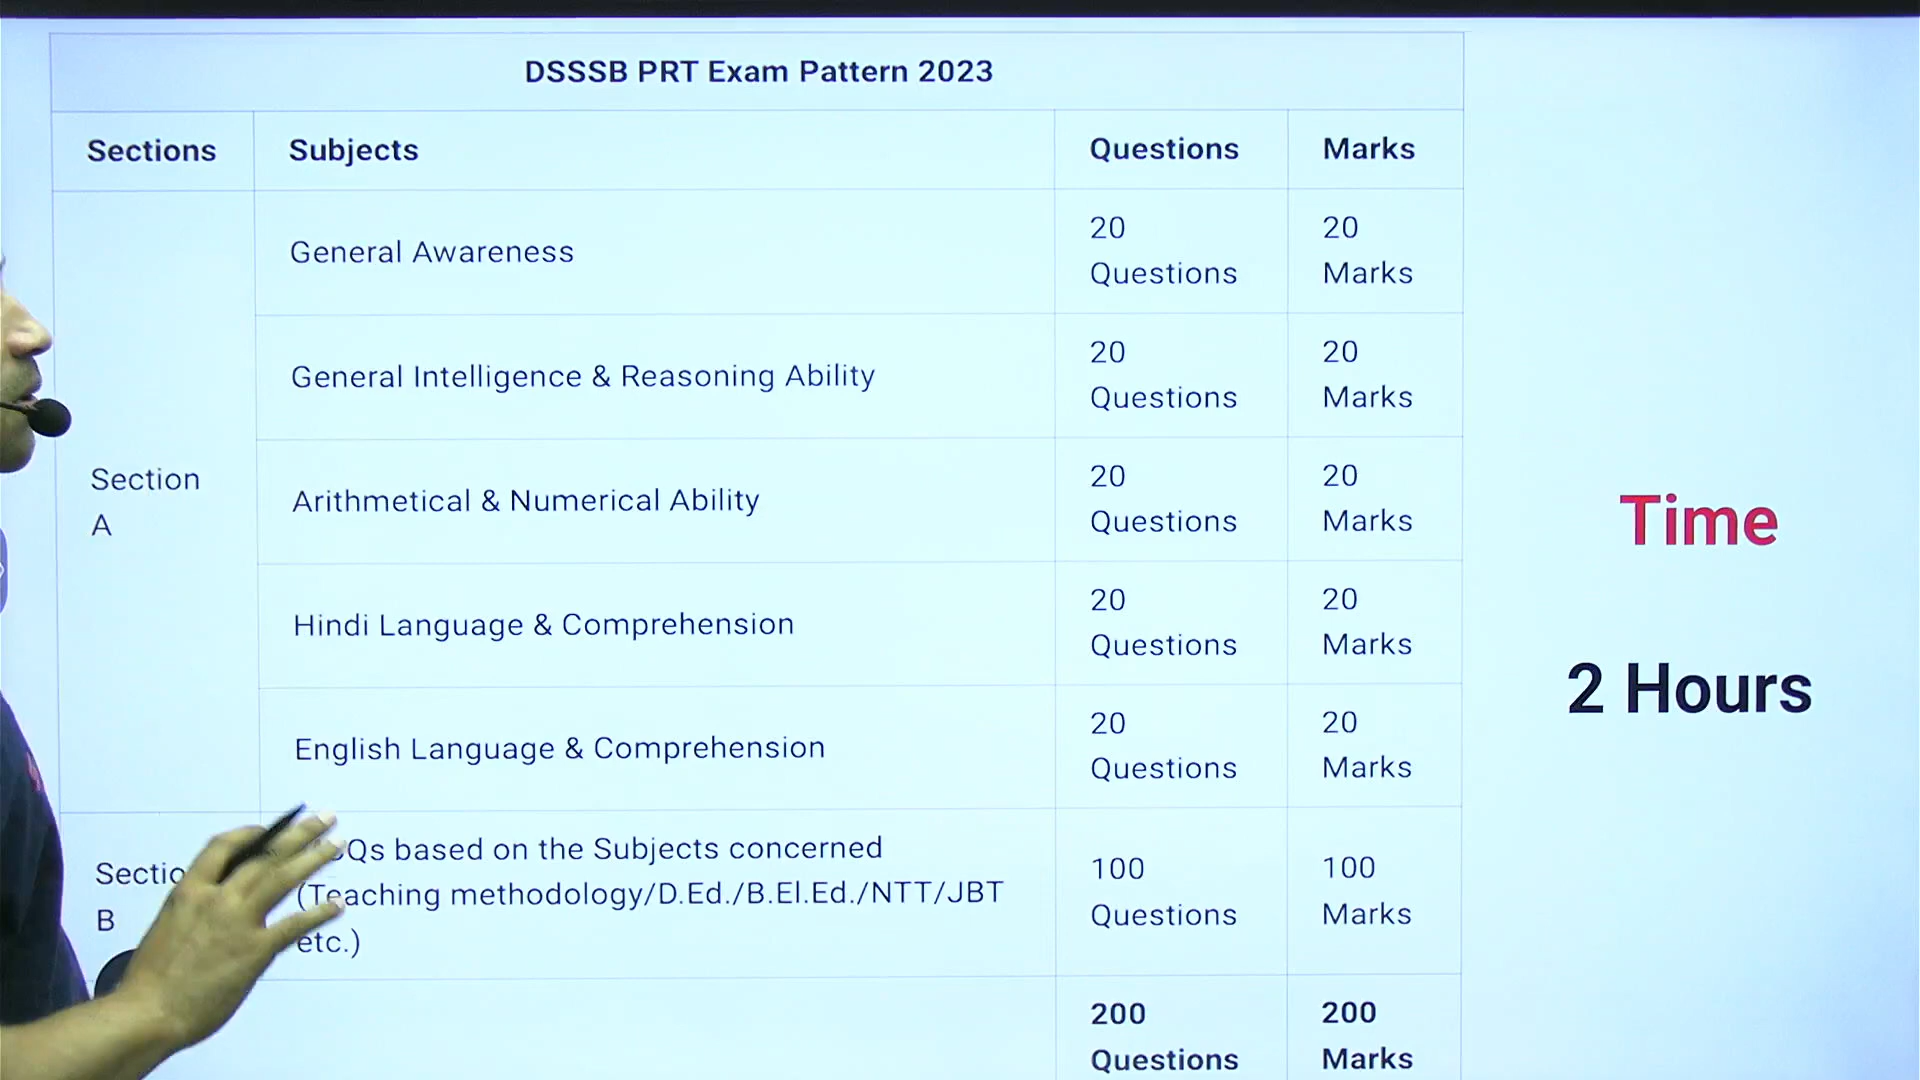 DSSSB PRT Exam Pattern 2023
Sections Subjects Questions Marks
General Awareness
20
Questions
20
Marks
General Intelligence & Reasoning Ability
20
Questions
20
Marks
Section
A
Arithmetical & Numerical Ability
20
Questions
20
Marks
Hindi Language & Comprehension
20
Questions
20
Marks
English Language & Comprehension
20
Questions
20
Marks
B
based on the Subjects concerned
(Teaching methodology/D.Ed./B.El.Ed./NTT/JBT
etc.)
100
Questions
100
Marks
200
Questions
200
Marks
Time
2 Hours